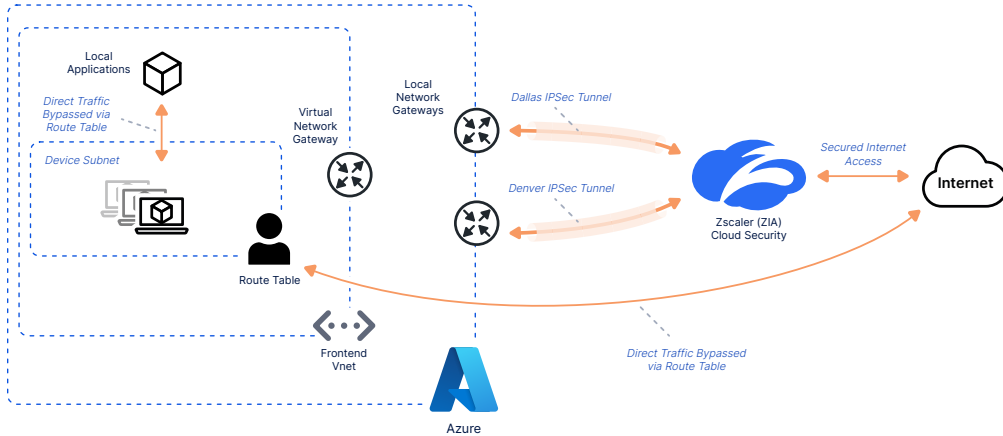 Local
Applications
Direct Traffic
Bypassed via
Route Table
Device Subnet
Virtual
Network
Gateway
Local
Network
Gateways
Dallas IPSec Tunnel
Denver IPSec Tunnel
Zscaler (ZIA)
Cloud Security
Secured Internet
Access
Internet
Route Table
Frontend
Vnet
Direct Traffic Bypassed
via Route Table
Azure